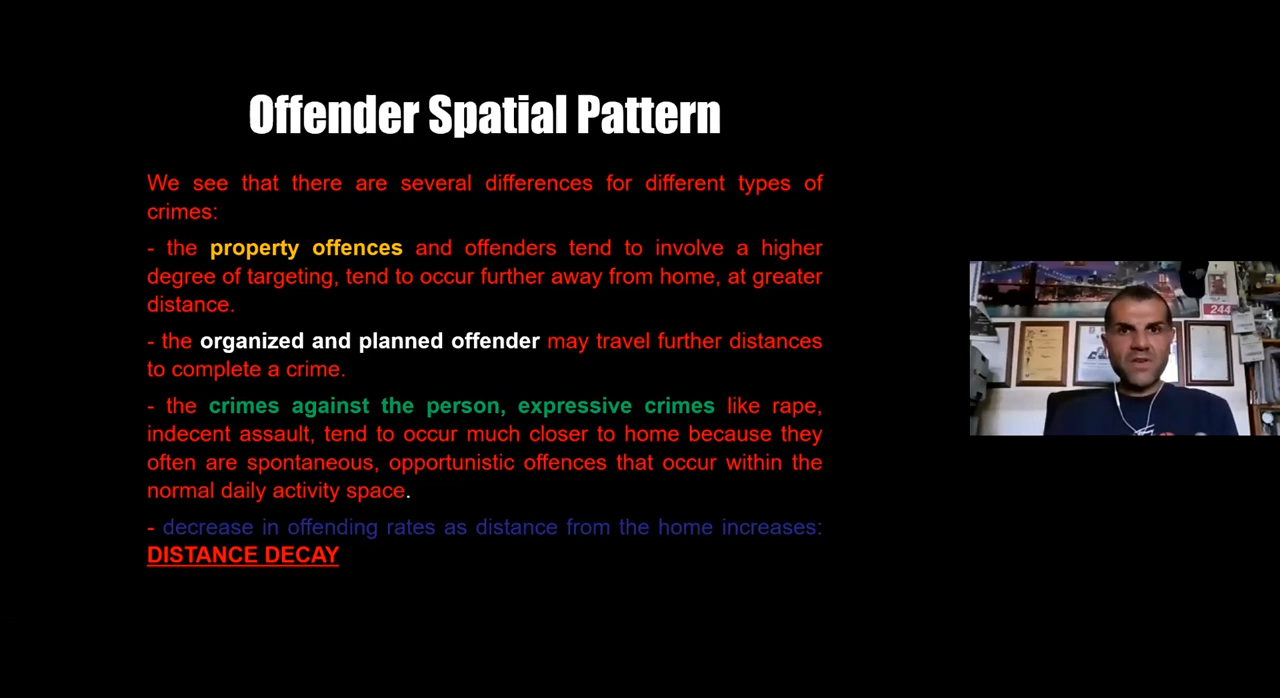 Offender Spatial Pattern
We see that there are several differences for different types of
crimes:
- the property offences and offenders tend to involve a higher
degree of targeting, tend to occur further away from home, at greater
distance.
- the organized and planned offender may travel further distances
to complete a crime.
- the crimes against the person, expressive crimes like rape,
indecent assault, tend to occur much closer to home because they
often are spontaneous, opportunistic offences that occur within the
normal daily activity space.
- decrease in offending rates as distance from the home increases:
DISTANCE DECAY
244